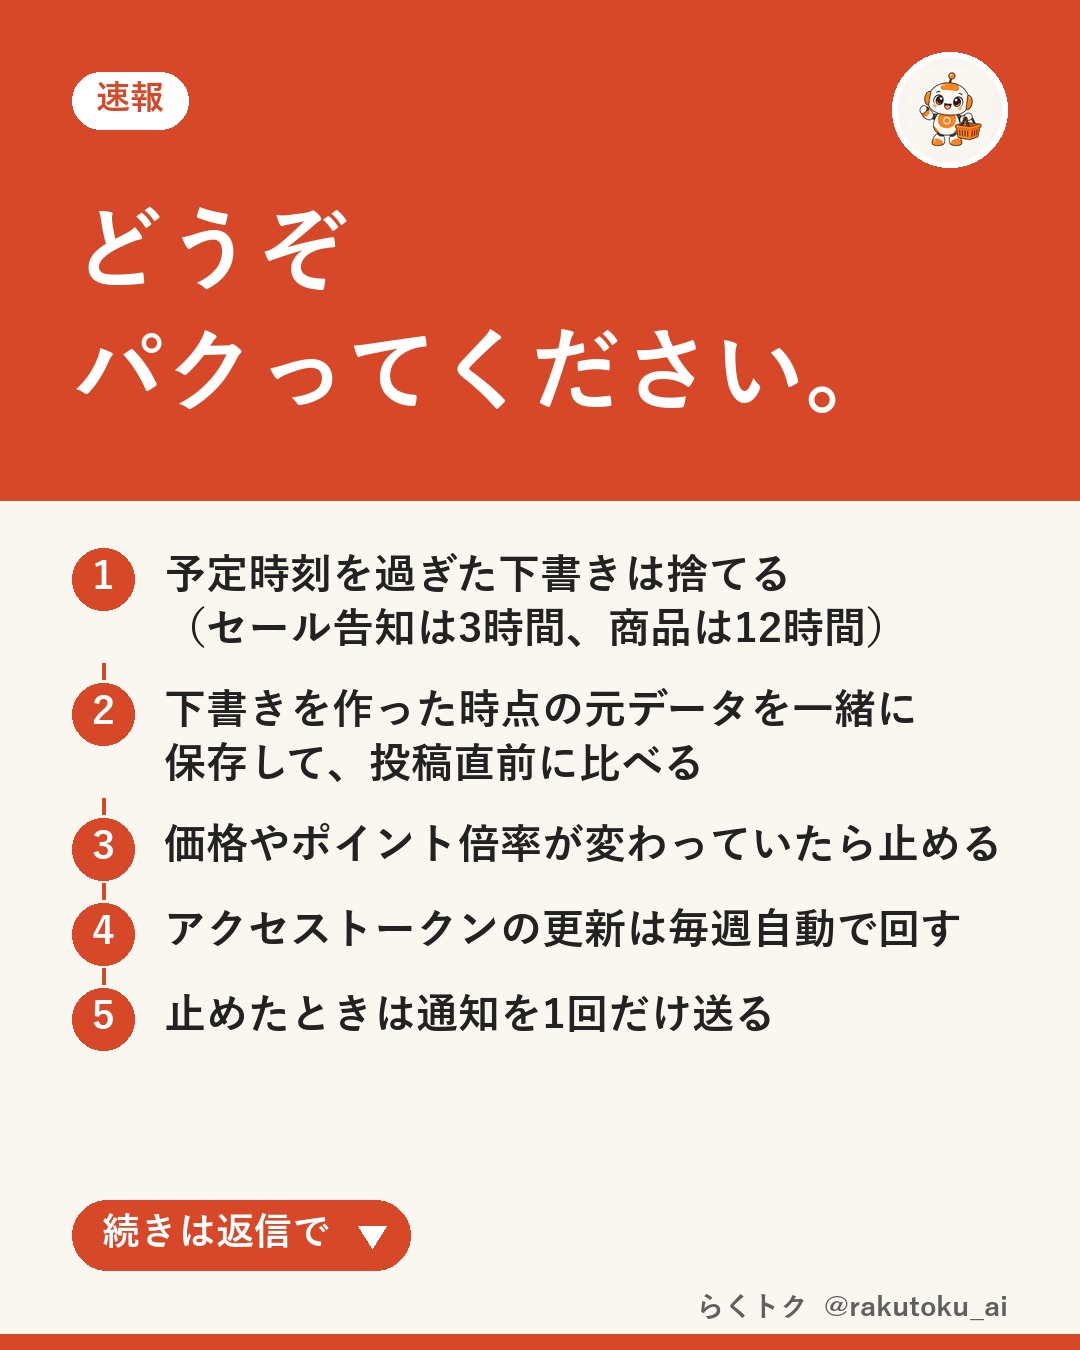 速報
どうぞ
パクってください。
1 予定時刻を過ぎた下書きは捨てる
（セール告知は3時間、商品は12時間）
2 下書きを作った時点の元データを一緒に
保存して、投稿直前に比べる
3 価格やポイント倍率が変わっていたら止める
4 アクセストークンの更新は毎週自動で回す
5 止めたときは通知を1回だけ送る
続きは返信で ▼
らくトク @rakutoku_ai